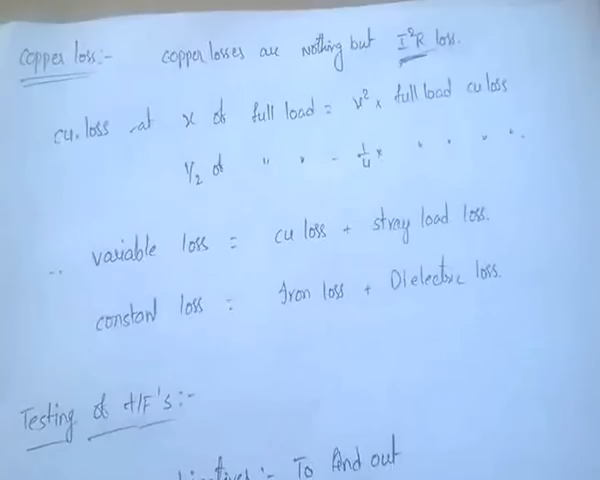 Copper loss:- copper losses are nothing but I²R loss.
cu. loss at x of full load = x² × full load cu loss
1/2 of " " - 1/4 × " " " ".
∴ variable loss = cu loss + stray load loss.
constant loss = Iron loss + Dielectric loss.
Testing of t/F's:-
:- To find out